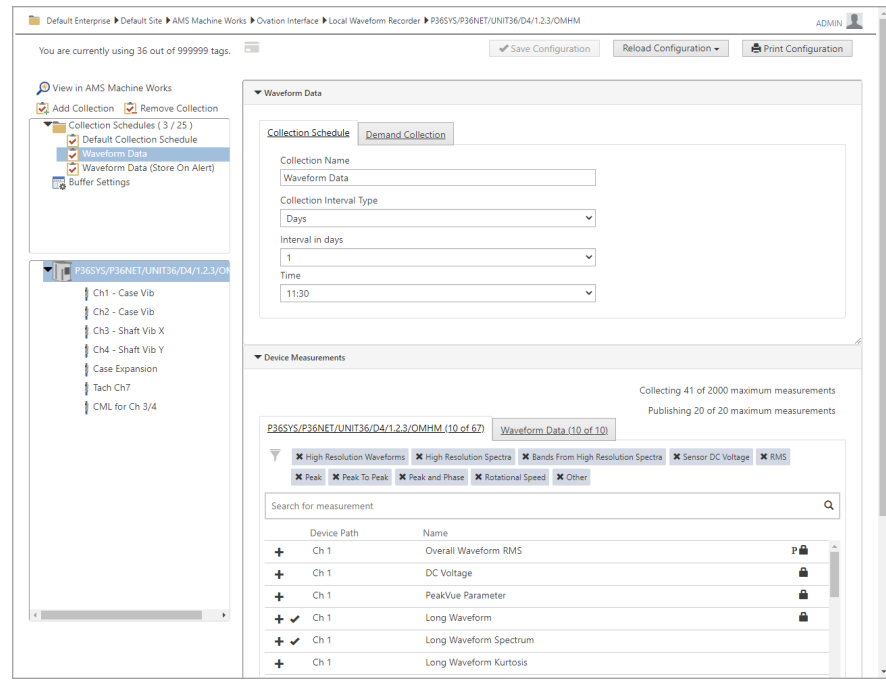 Default Enterprise Default Site AMS Machine Works Ovation Interface Local Waveform Recorder P36SYS/P36NET/UNIT36/D4/1.2.3/OMHM
ADMIN
You are currently using 36 out of 999999 tags.
Save Configuration
Reload Configuration
Print Configuration
View in AMS Machine Works
Add Collection Remove Collection
Collection Schedules ( 3 / 25 )
Default Collection Schedule
Waveform Data
Waveform Data (Store On Alert)
Buffer Settings
P36SYS/P36NET/UNIT36/D4/1.2.3/OM
Ch1 - Case Vib
Ch2 - Case Vib
Ch3 - Shaft Vib X
Ch4 - Shaft Vib Y
Case Expansion
Tach Ch7
CML for Ch 3/4
Waveform Data
Collection Schedule Demand Collection
Collection Name
Waveform Data
Collection Interval Type
Days
Interval in days
1
Time
11:30
Device Measurements
Collecting 41 of 2000 maximum measurements
Publishing 20 of 20 maximum measurements
P36SYS/P36NET/UNIT36/D4/1.2.3/OMHM (10 of 67) Waveform Data (10 of 10)
High Resolution Waveforms High Resolution Spectra Bands From High Resolution Spectra Sensor DC Voltage RMS
Peak Peak To Peak Peak and Phase Rotational Speed Other
Search for measurement
Device Path Name
Ch 1 Overall Waveform RMS P
Ch 1 DC Voltage
Ch 1 PeakVue Parameter
Ch 1 Long Waveform
Ch 1 Long Waveform Spectrum
Ch 1 Long Waveform Kurtosis